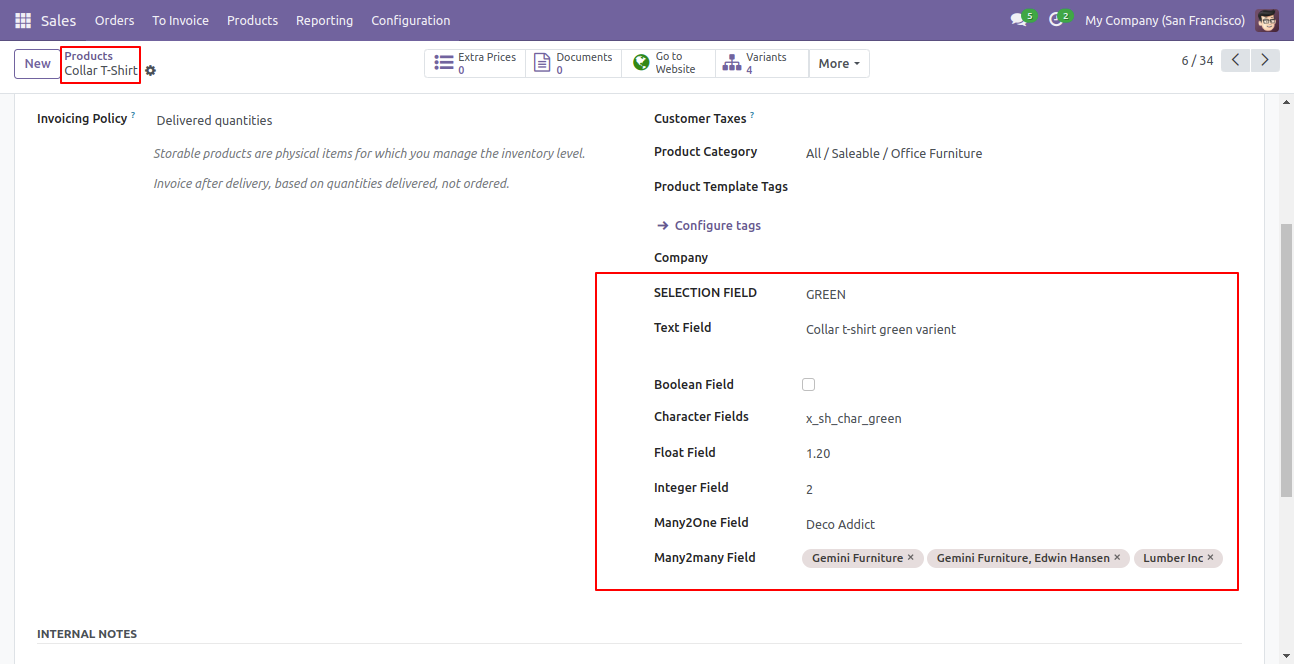 Sales Orders To Invoice Products Reporting Configuration 5 2 My Company (San Francisco)
New Products Extra Prices Documents Go to Variants More 6 / 34
Collar T-Shirt 0 0 Website 4
Invoicing Policy ? Delivered quantities
Storable products are physical items for which you manage the inventory level.
Invoice after delivery, based on quantities delivered, not ordered.
Customer Taxes ?
Product Category All / Saleable / Office Furniture
Product Template Tags
→ Configure tags
Company
SELECTION FIELD GREEN
Text Field Collar t-shirt green varient
Boolean Field
Character Fields x_sh_char_green
Float Field 1.20
Integer Field 2
Many2One Field Deco Addict
Many2many Field Gemini Furniture × Gemini Furniture, Edwin Hansen × Lumber Inc ×
INTERNAL NOTES